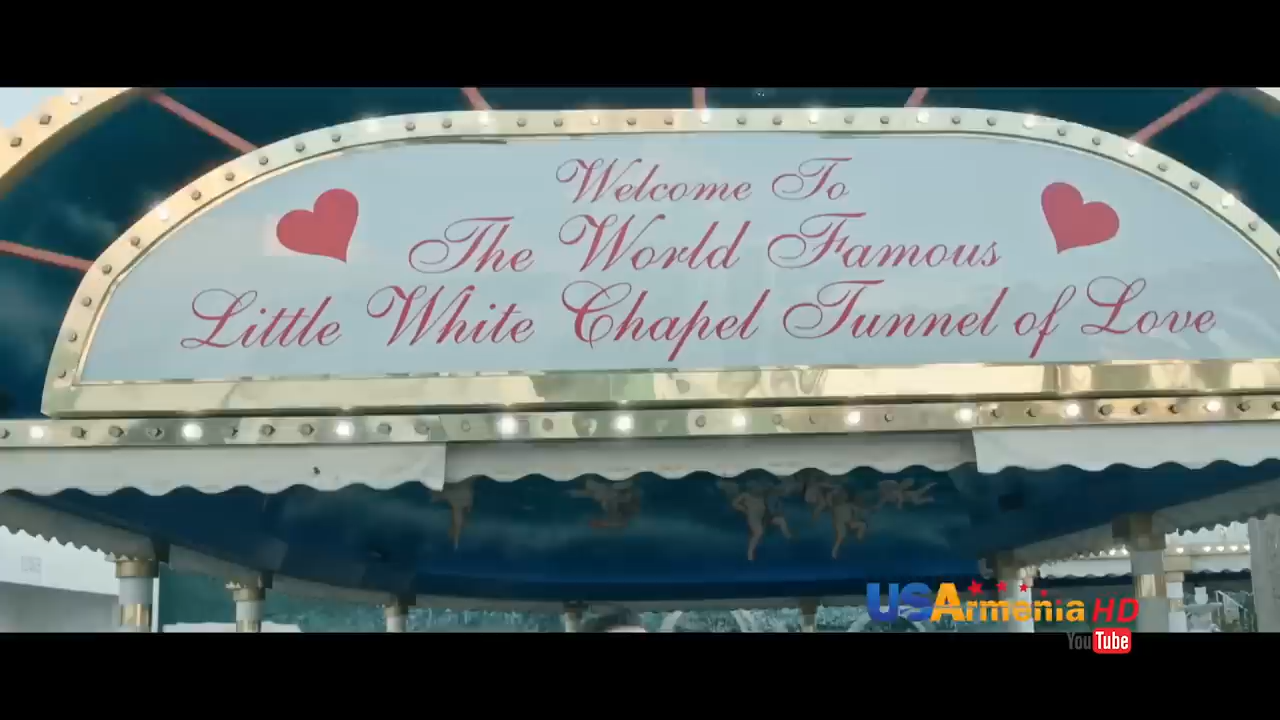 Welcome To
The World Famous
Little White Chapel Tunnel of Love
USArmenia HD
YouTube